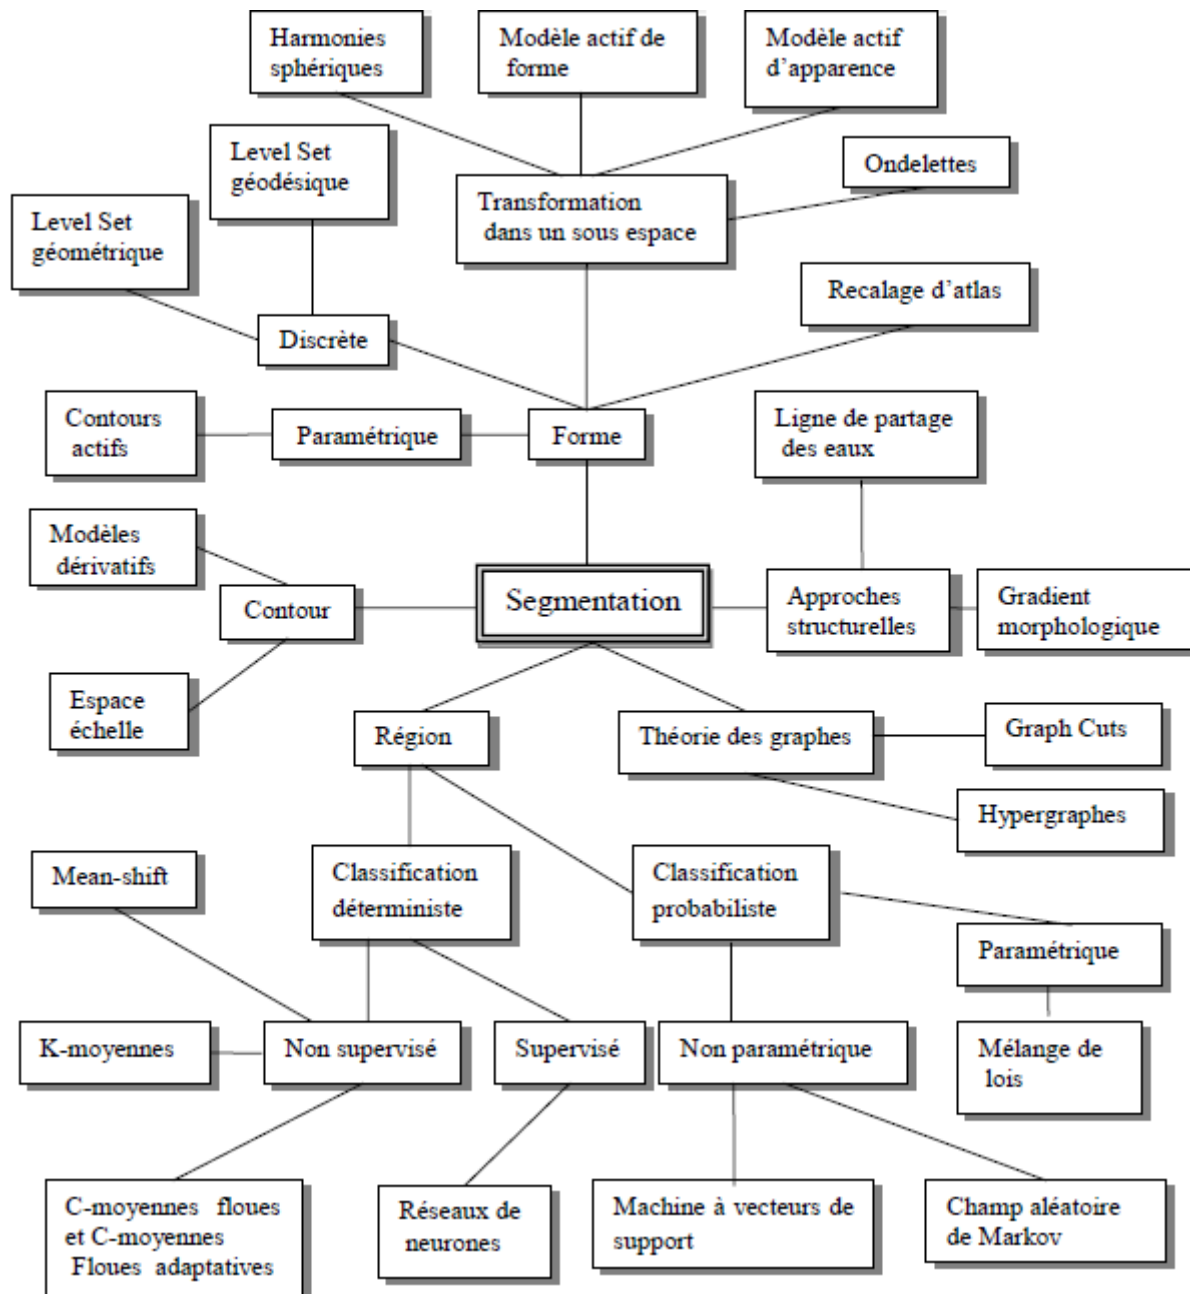 Harmonies
sphériques
Modèle actif de
forme
Modèle actif
d'apparence
Level Set
géodésique
Ondelettes
Transformation
dans un sous espace
Level Set
géométrique
Recalage d'atlas
Discrète
Contours
actifs
Paramétrique
Forme
Ligne de partage
des eaux
Modèles
dérivatifs
Contour
Segmentation
Approches
structurelles
Gradient
morphologique
Espace
échelle
Région
Théorie des graphes
Graph Cuts
Hypergraphes
Mean-shift
Classification
déterministe
Classification
probabiliste
Paramétrique
K-moyennes
Non supervisé
Supervisé
Non paramétrique
Mélange de
lois
C-moyennes floues
et C-moyennes
Floues adaptatives
Réseaux de
neurones
Machine à vecteurs de
support
Champ aléatoire
de Markov